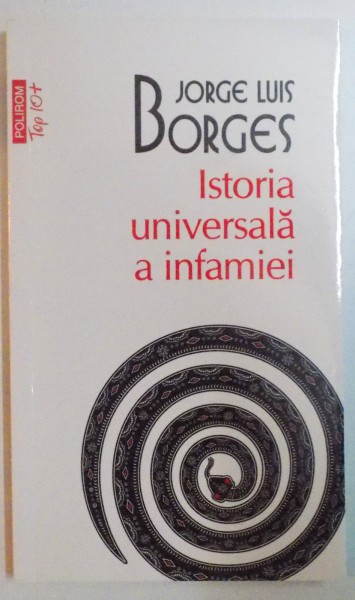 POLIROM
Top 10+
JORGE LUIS
BORGES
Istoria
universală
a infamiei